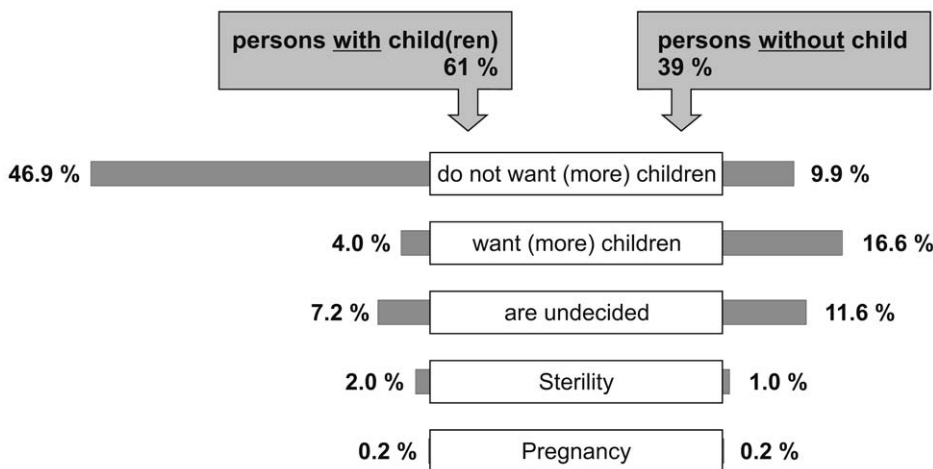 persons with child(ren)
61 %
persons without child
39 %
46.9 % do not want (more) children 9.9 %
4.0 % want (more) children 16.6 %
7.2 % are undecided 11.6 %
2.0 % Sterility 1.0 %
0.2 % Pregnancy 0.2 %